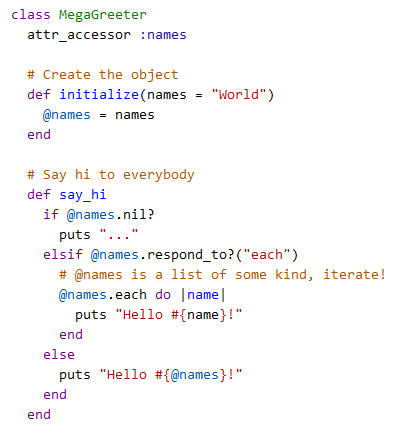 class MegaGreeter
  attr_accessor :names

  # Create the object
  def initialize(names = "World")
    @names = names
  end

  # Say hi to everybody
  def say_hi
    if @names.nil?
      puts "..."
    elsif @names.respond_to?("each")
      # @names is a list of some kind, iterate!
      @names.each do |name|
        puts "Hello #{name}!"
      end
    else
      puts "Hello #{@names}!"
    end
  end